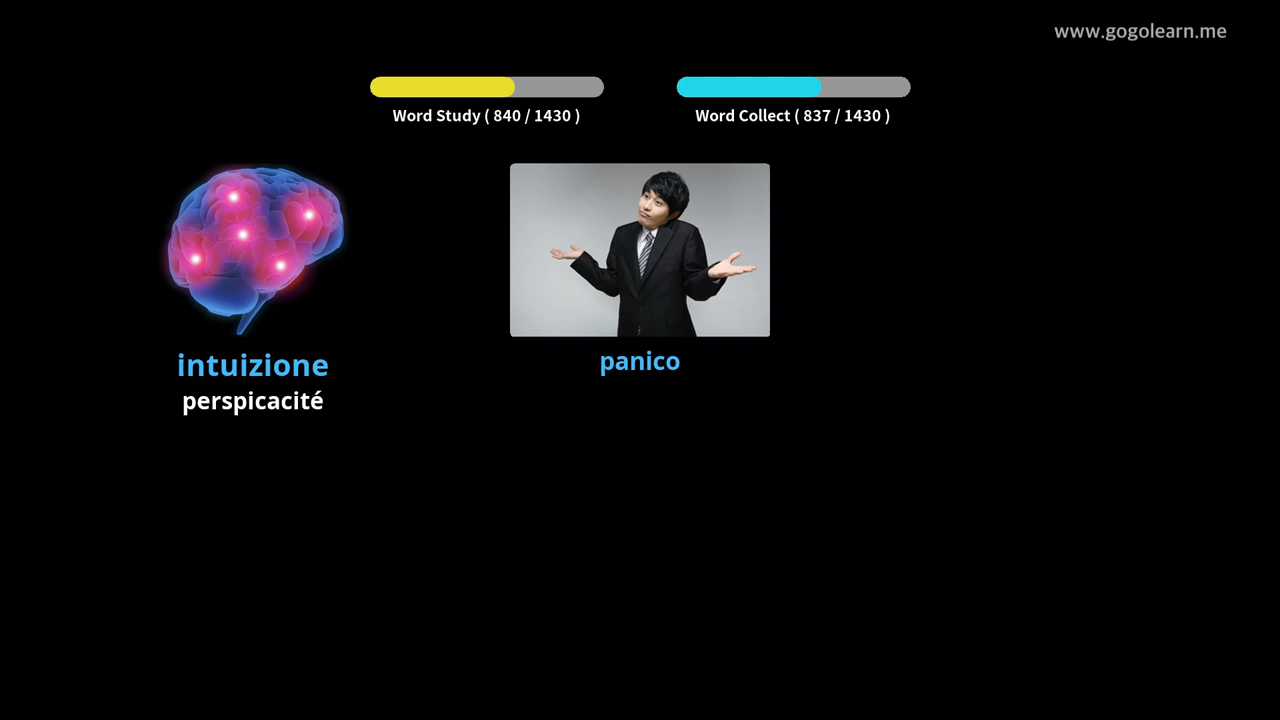 www.gogolearn.me
Word Study ( 840 / 1430 )
Word Collect ( 837 / 1430 )
intuizione
perspicacité
panico